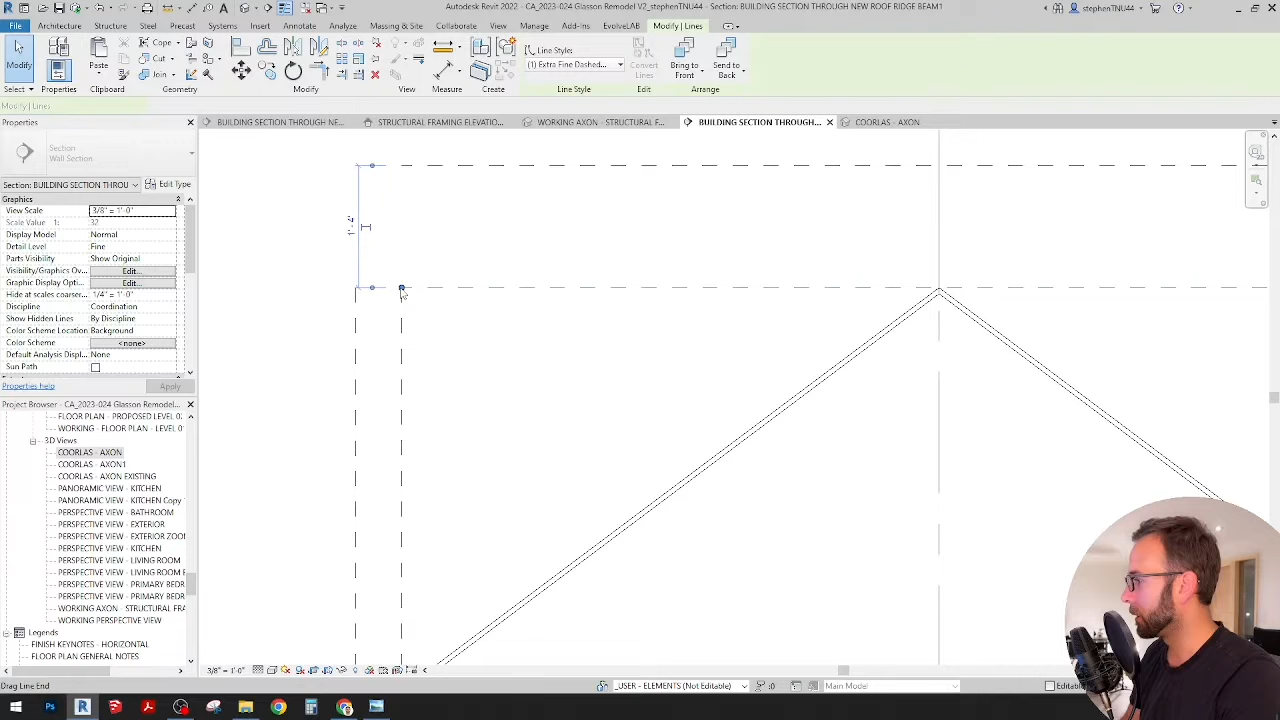 Autodesk Revit 2022 - CA_2023-024 Glasson Remodel V2_stephenTNU44 - Section: BUILDING SECTION THROUGH NEW ROOF RIDGE BEAM1
stephenTNU44
File Architecture Structure Steel Precast Systems Insert Annotate Analyze Massing & Site Collaborate View Manage Add-Ins EvolveLAB Modify | Lines
Modify
Paste
Cope
Cut
Join
Line Style:
(1) Extra Fine Dashed...
Convert Lines
Bring to Front
Send to Back
Select Properties Clipboard Geometry Modify View Measure Create Line Style Edit Arrange
Modify | Lines
Properties
BUILDING SECTION THROUGH NE...
STRUCTURAL FRAMING ELEVATIO...
WORKING AXON - STRUCTURAL F...
BUILDING SECTION THROUGH...
COORLAS - AXON
Section
Wall Section
Section: BUILDING SECTION THROU
Edit Type
Graphics
View Scale 3/8" = 1'-0"
Scale Value 1: 32
Display Model Normal
Detail Level Fine
Parts Visibility Show Original
Visibility/Graphics Ov... Edit...
Graphic Display Opti... Edit...
Hide at scales coarser... 1/4" = 1'-0"
Discipline Coordination
Show Hidden Lines By Discipline
Color Scheme Location Background
Color Scheme <none>
Default Analysis Displ... None
Sun Path
Properties help
Apply
Project Browser - CA_2023-024 Glasson Remodel...
FLOOR PLAN - PROPOSED LEVEL 02
WORKING - FLOOR PLAN - LEVEL 01
3D Views
COORLAS - AXON
COORLAS - AXON1
COORLAS - AXON EXISTING
PANORAMIC VIEW - KITCHEN
PANORAMIC VIEW - KITCHEN Copy
PERSPECTIVE VIEW - BATHROOM
PERSPECTIVE VIEW - EXTERIOR
PERSPECTIVE VIEW - EXTERIOR ZOO
PERSPECTIVE VIEW - KITCHEN
PERSPECTIVE VIEW - LIVING ROOM
PERSPECTIVE VIEW - PRIMARY BEDR
PERSPECTIVE VIEW - PRIMARY BEDR
WORKING AXON - STRUCTURAL FRA
WORKING PERSPECTIVE VIEW
Legends
FINISH KEYNOTES - HORIZONTAL
FLOOR PLAN GENERAL NOTES
3/8" = 1'-0"
Drag Line End
_USER - ELEMENTS (Not Editable)
:0
Main Model
Editable